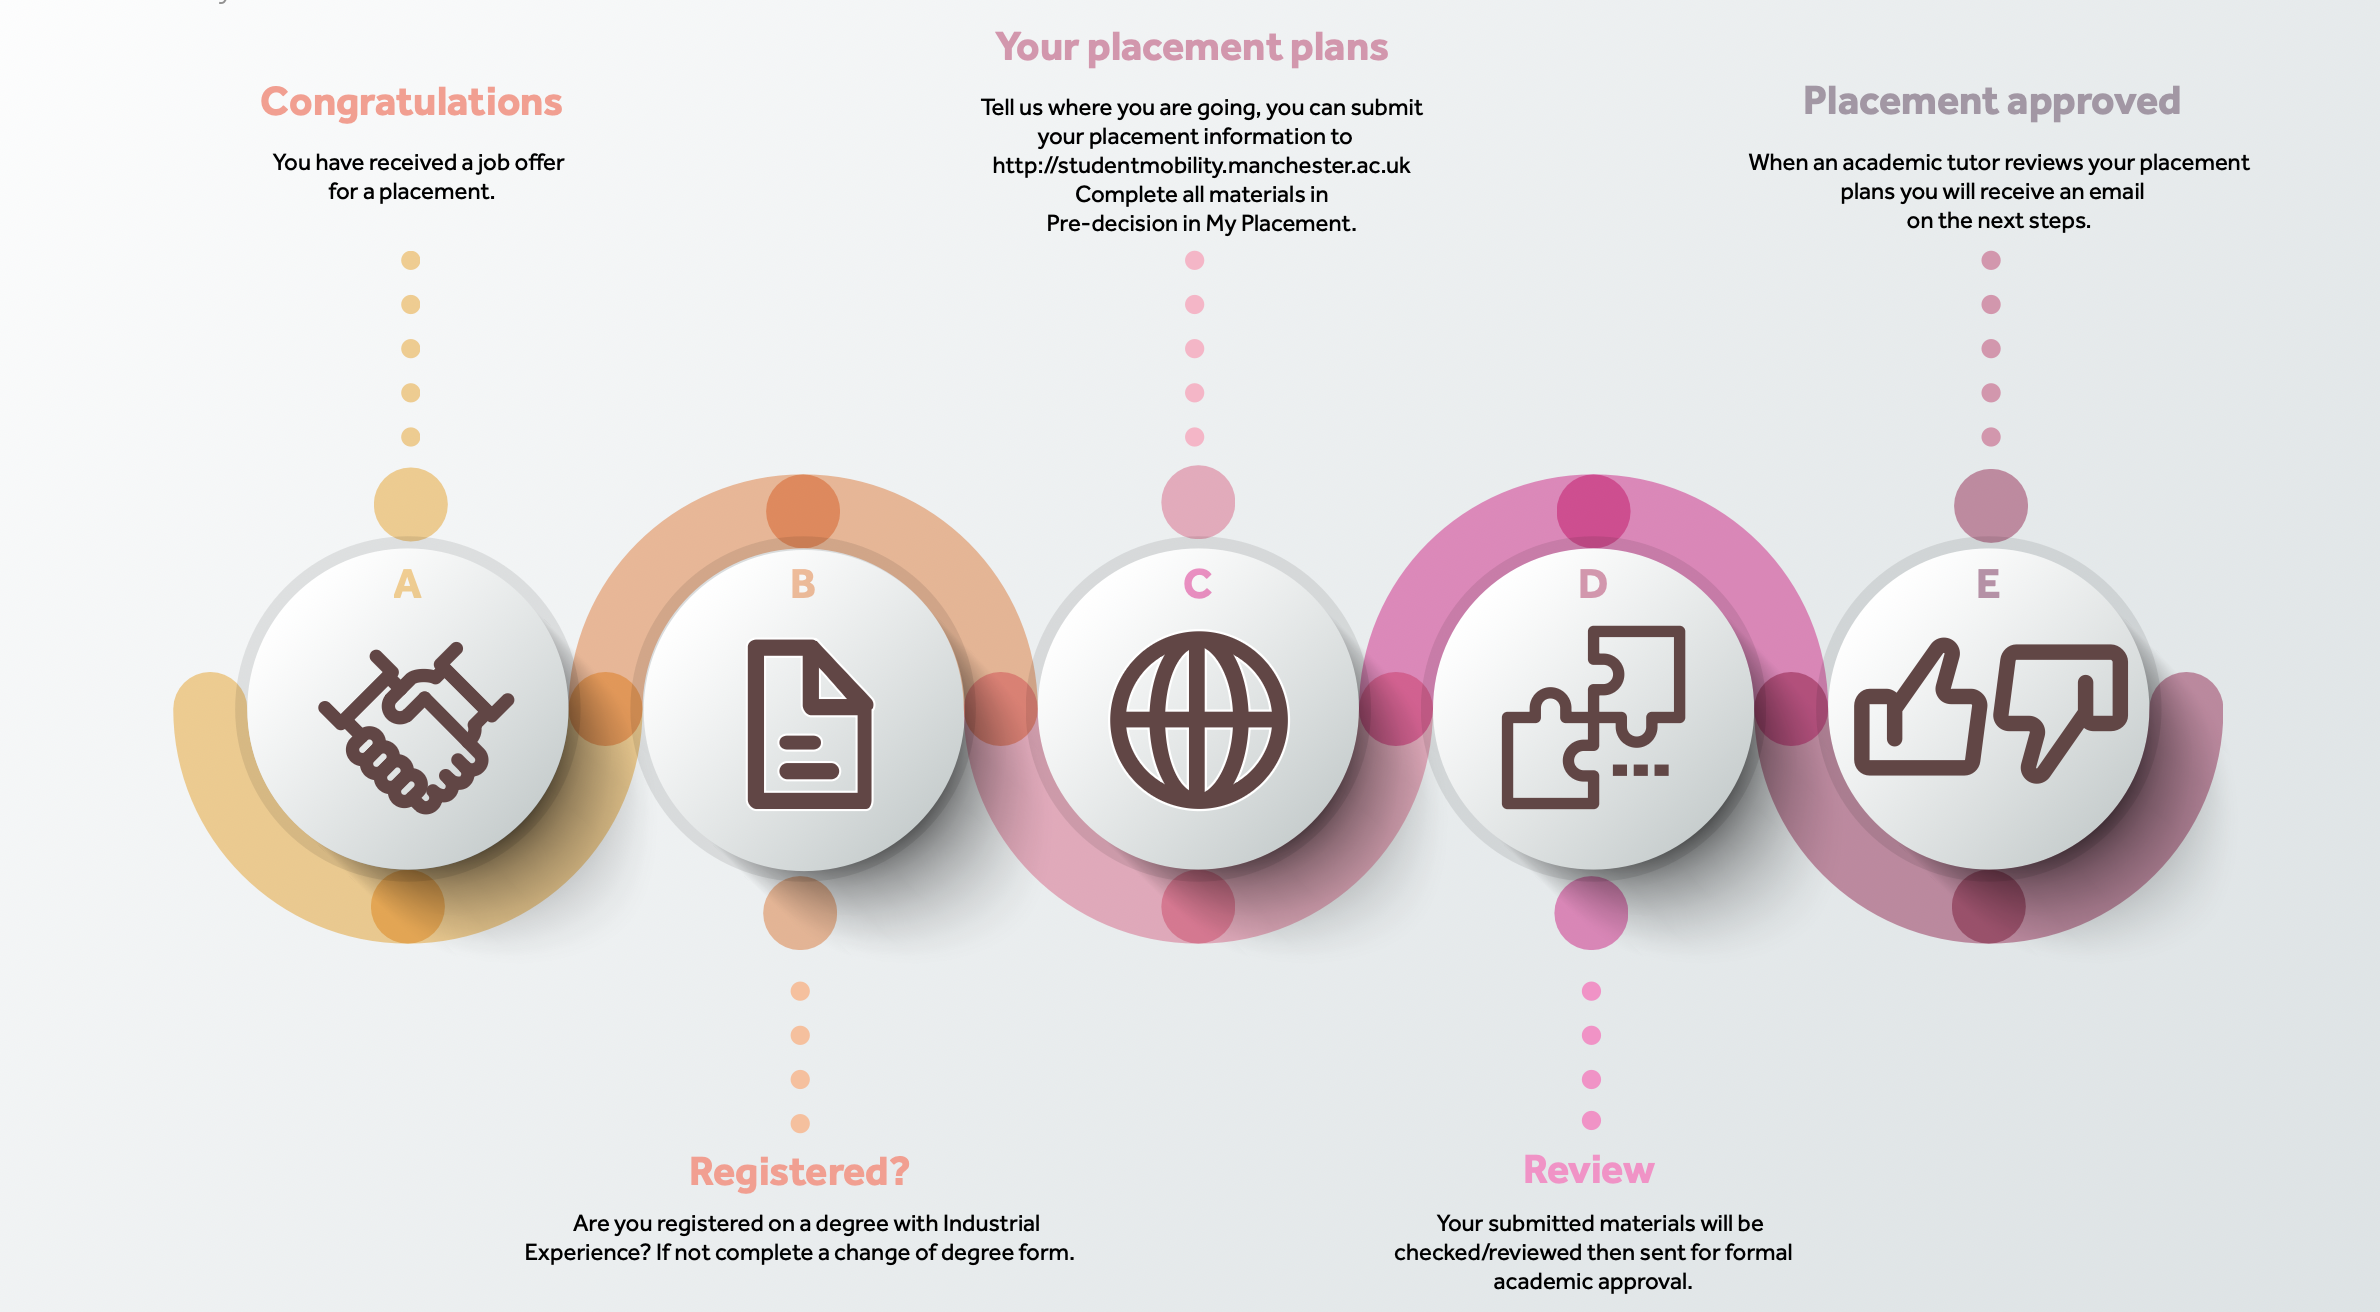 Congratulations
You have received a job offer
for a placement.
Your placement plans
Tell us where you are going, you can submit
your placement information to
http://studentmobility.manchester.ac.uk
Complete all materials in
Pre-decision in My Placement.
Placement approved
When an academic tutor reviews your placement
plans you will receive an email
on the next steps.
A
B
C
D
E
Registered?
Are you registered on a degree with Industrial
Experience? If not complete a change of degree form.
Review
Your submitted materials will be
checked/reviewed then sent for formal
academic approval.